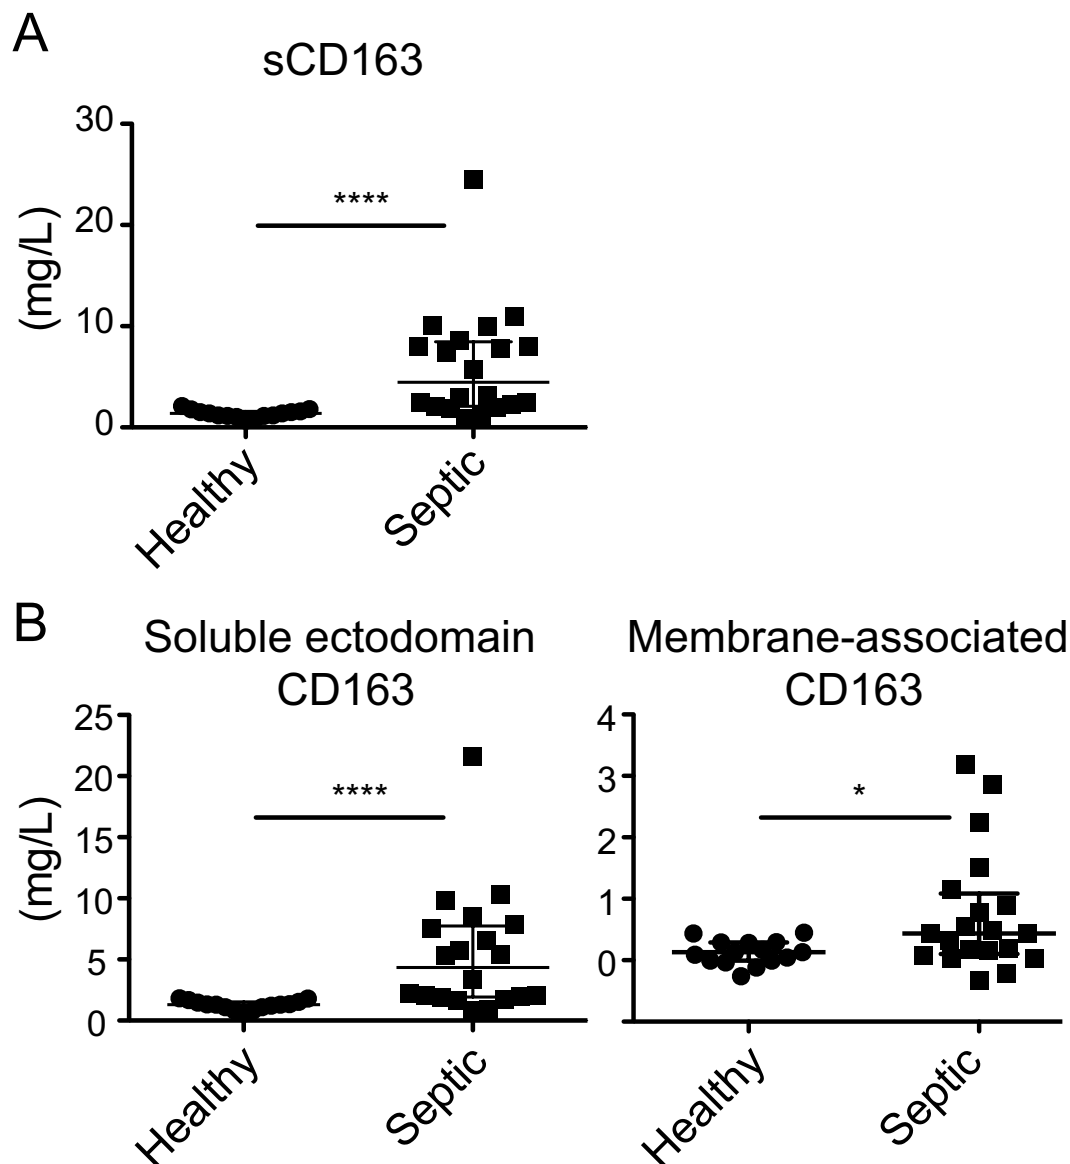 A
sCD163
30
20
10
0
(mg/L)
****
Healthy
Septic
B
Soluble ectodomain
CD163
25
20
15
10
5
0
(mg/L)
****
Healthy
Septic
Membrane-associated
CD163
4
3
2
1
0
*
Healthy
Septic